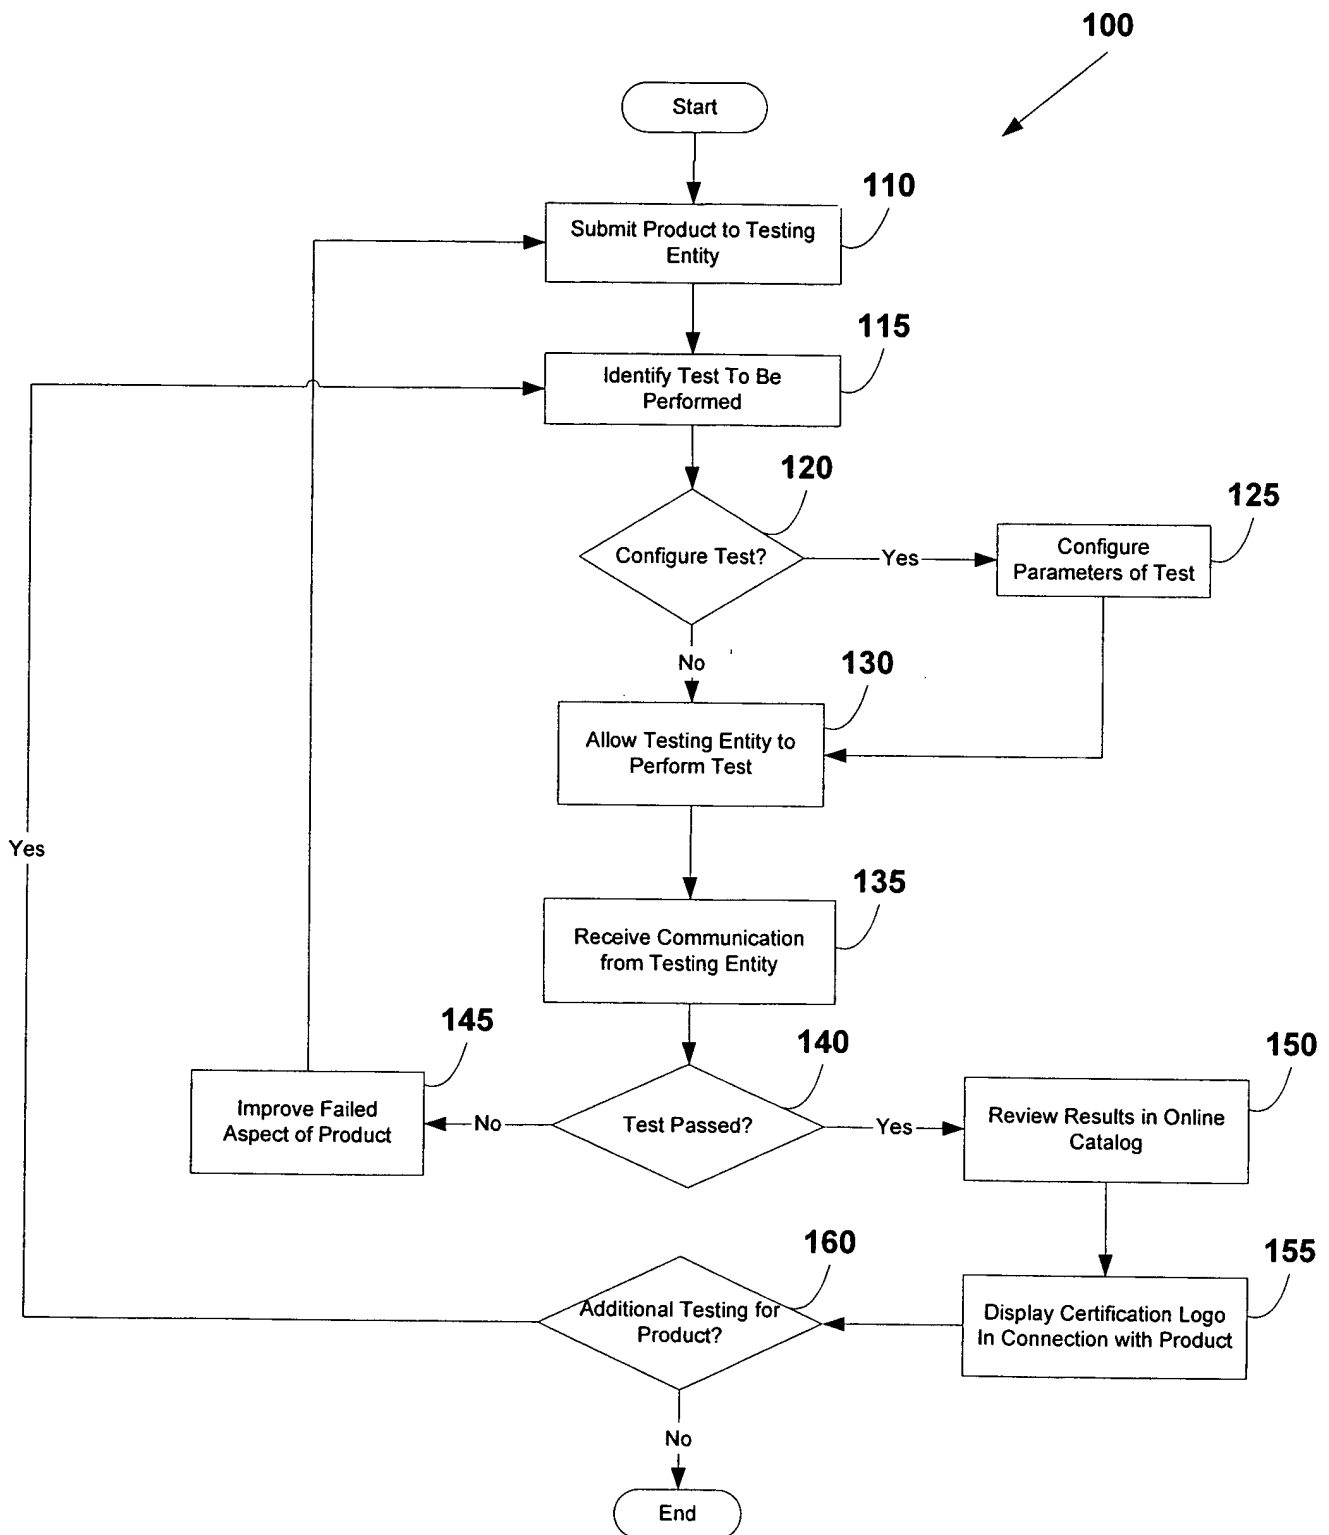 100
Start
110
Submit Product to Testing
Entity
115
Identify Test To Be
Performed
120
125
Configure Test?
Yes
Configure
Parameters of Test
No
130
Allow Testing Entity to
Perform Test
Yes
135
Receive Communication
from Testing Entity
145
140
150
Improve Failed
Aspect of Product
No
Test Passed?
Yes
Review Results in Online
Catalog
160
155
Additional Testing for
Product?
Display Certification Logo
In Connection with Product
No
End